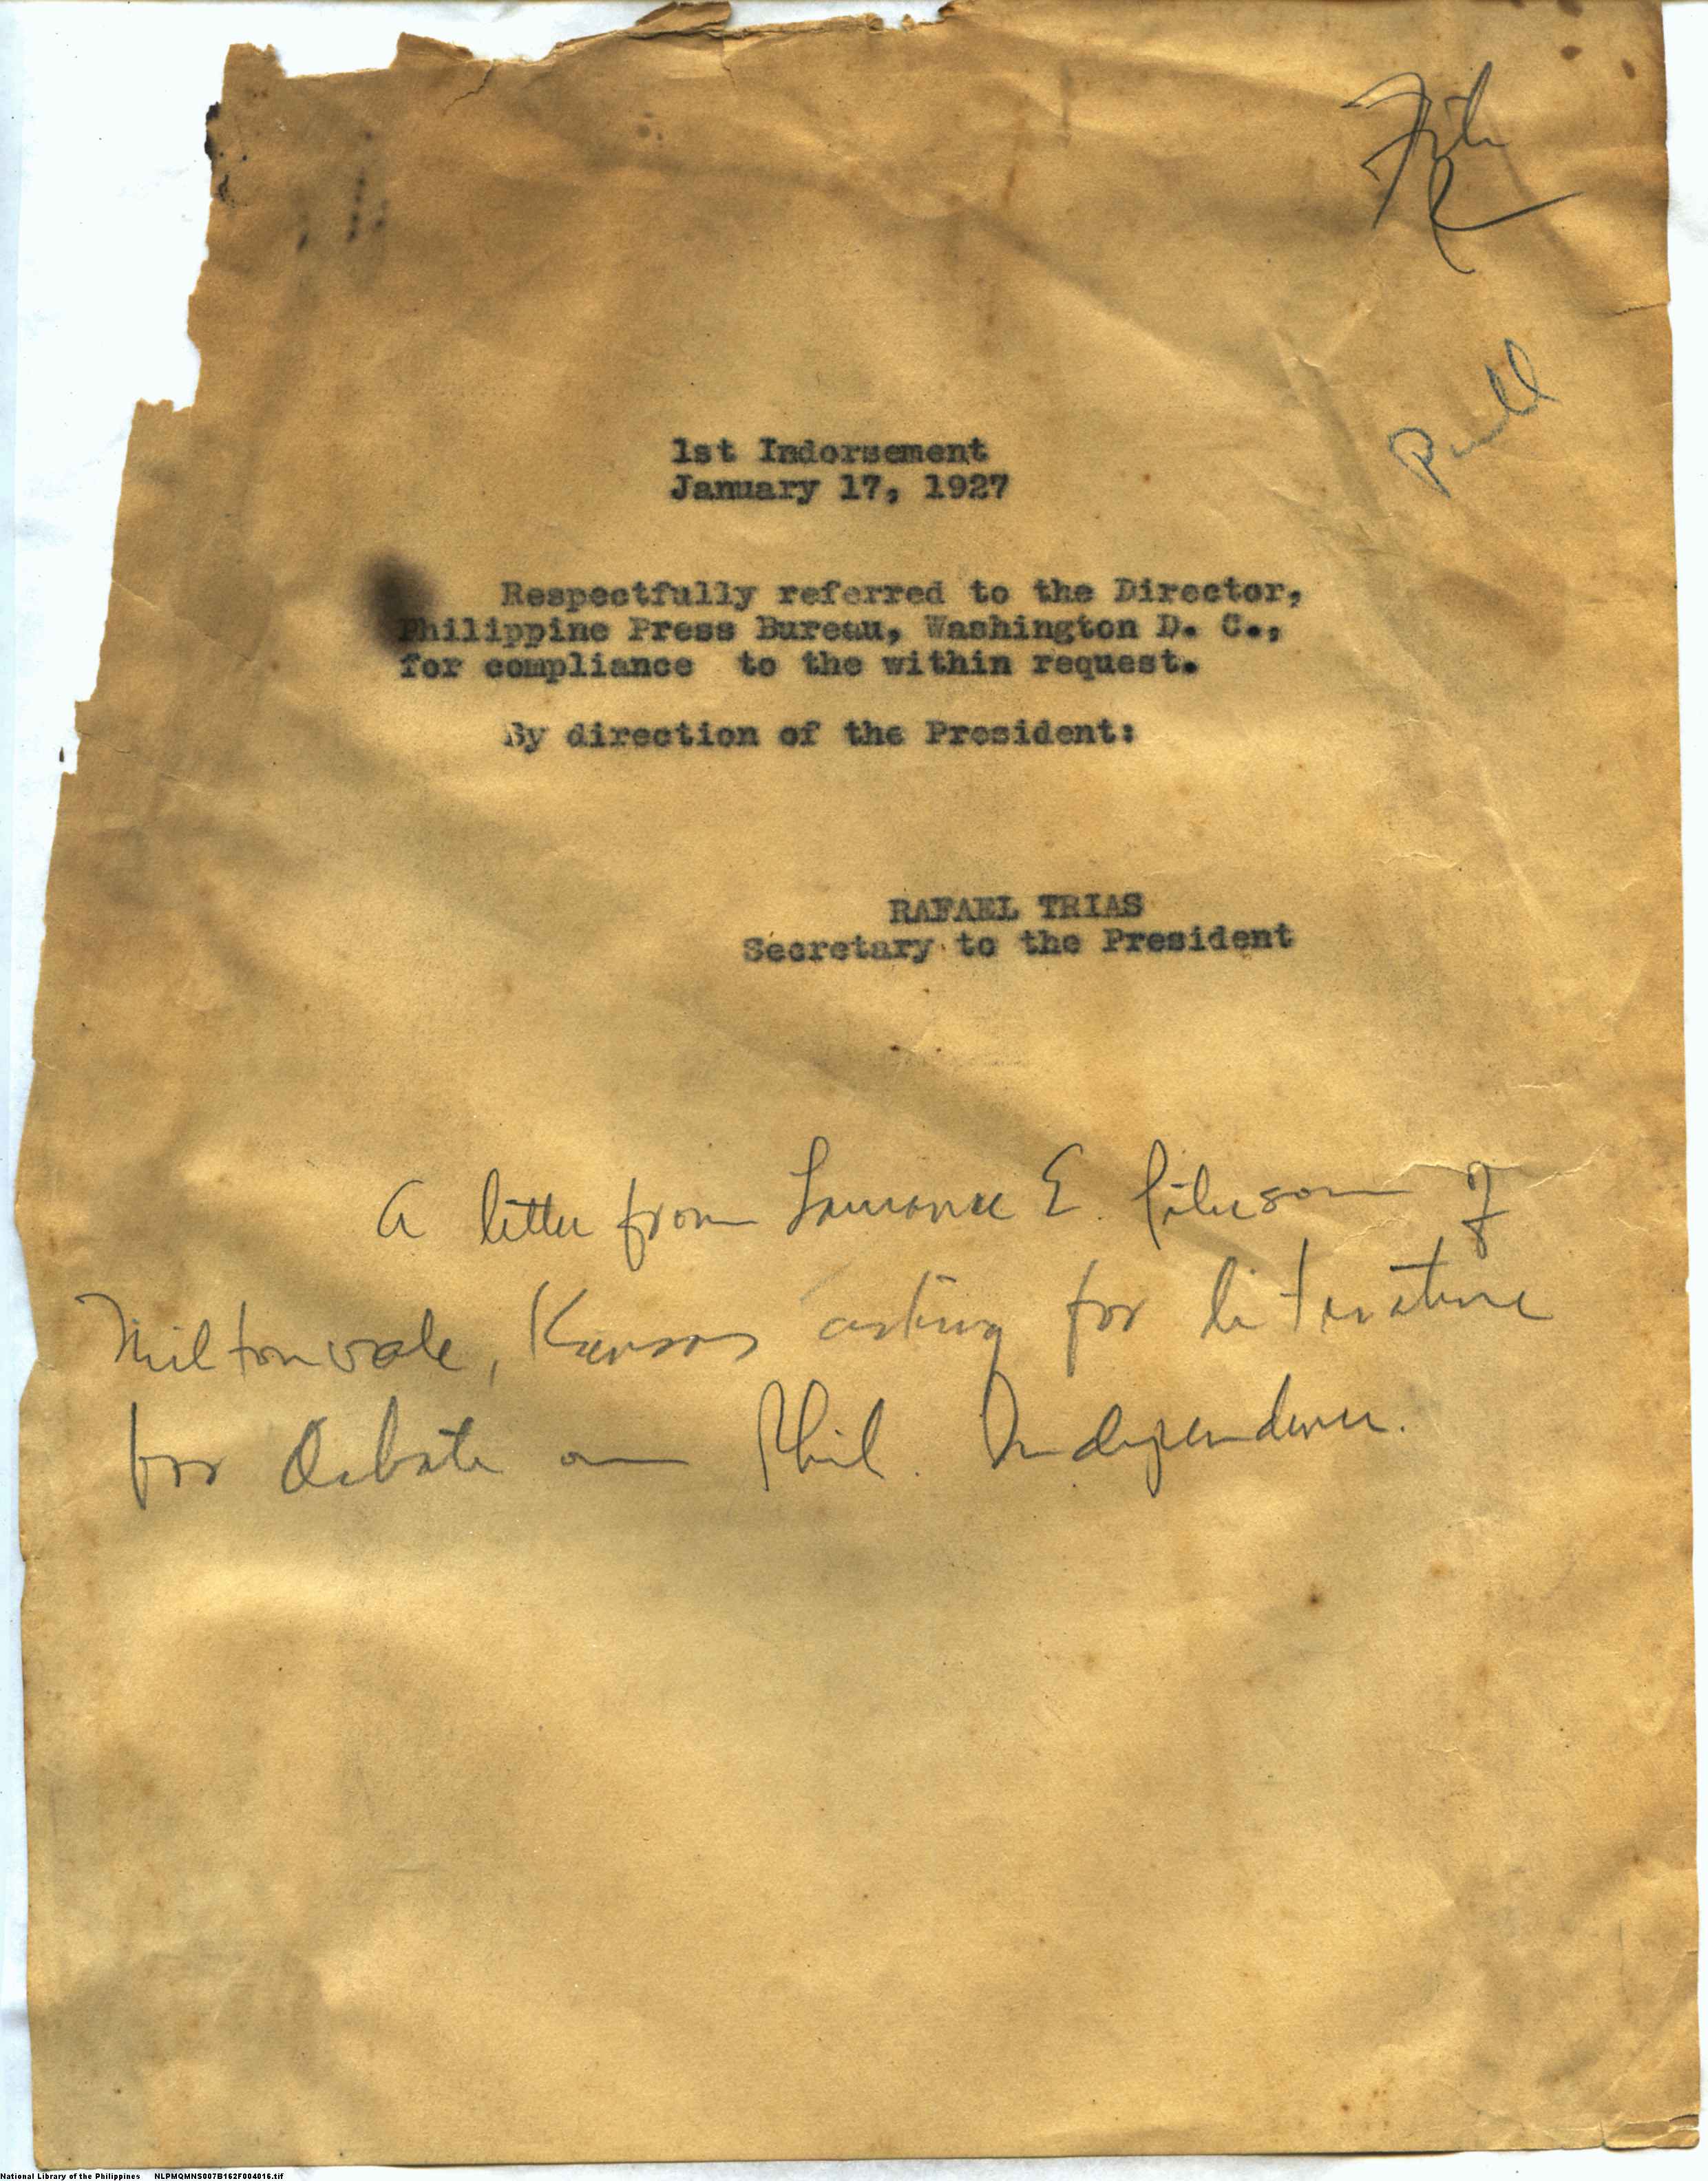 File
1st Indorsement
January 17, 1927
Respectfully referred to the Director,
Philippine Press Bureau, Washington D. C.,
for compliance to the within request.
By direction of the President:
RAFAEL TRIAS
Secretary to the President
A letter from Lawrence E. of
Miltonvale, Kansas asking for literature
for debate on Phil. Independence.
National Library of the Philippines NLPMQMNS007B162F004016.tif